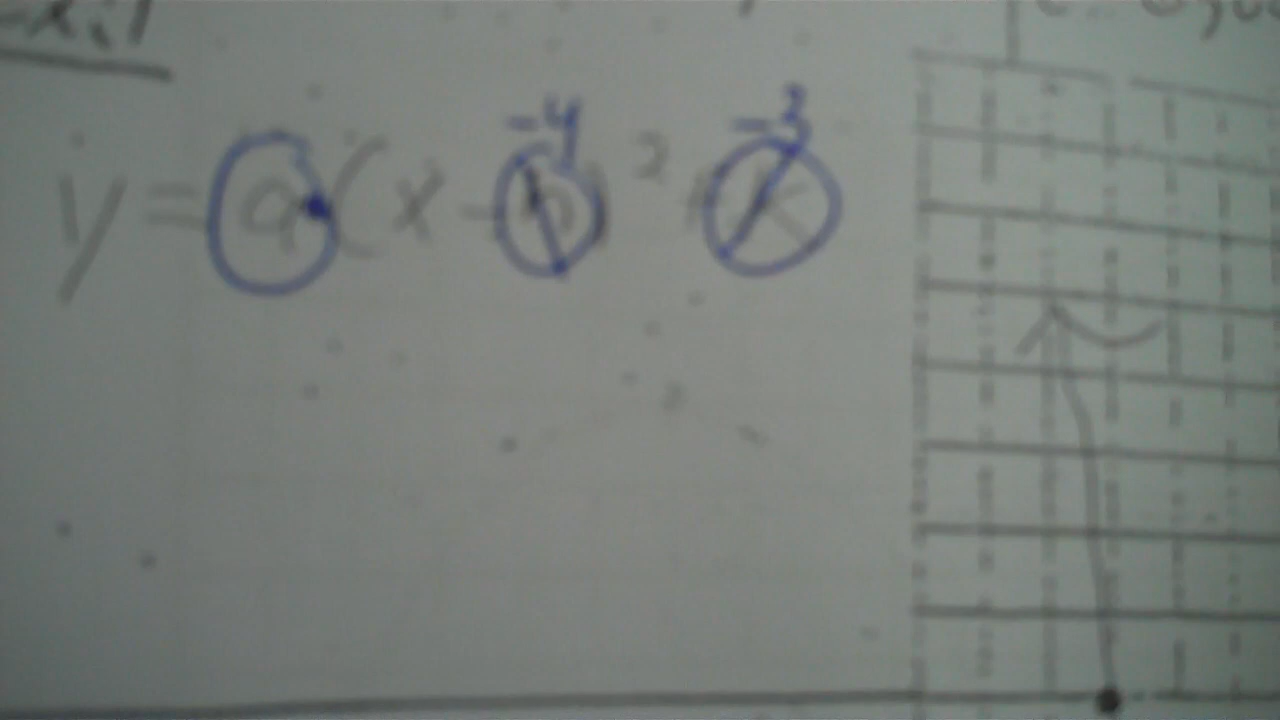 -4 -3
y = a(x - h)² + k